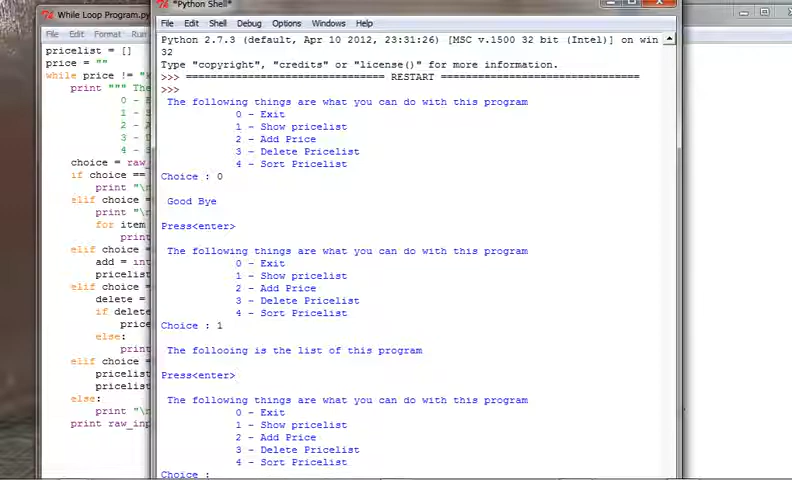 While Loop Program.py
File Edit Format Run
pricelist = []
price = ""
while price !=
print """ The
0 -
1 -
2 -
3 -
4 -
choice = raw_
if choice ==
print "\n
elif choice =
print "\n
for item
print
elif choice =
add = int
pricelist
elif choice =
delete =
if delete
price
else:
print
elif choice =
pricelist
pricelist
else:
print "\n
print raw_inp
*Python Shell*
File Edit Shell Debug Options Windows Help
Python 2.7.3 (default, Apr 10 2012, 23:31:26) [MSC v.1500 32 bit (Intel)] on win
32
Type "copyright", "credits" or "license()" for more information.
>>> ================================ RESTART ================================
>>>
The following things are what you can do with this program
0 - Exit
1 - Show pricelist
2 - Add Price
3 - Delete Pricelist
4 - Sort Pricelist
Choice : 0
Good Bye
Press<enter>
The following things are what you can do with this program
0 - Exit
1 - Show pricelist
2 - Add Price
3 - Delete Pricelist
4 - Sort Pricelist
Choice : 1
The follooing is the list of this program
Press<enter>
The following things are what you can do with this program
0 - Exit
1 - Show pricelist
2 - Add Price
3 - Delete Pricelist
4 - Sort Pricelist
Choice :